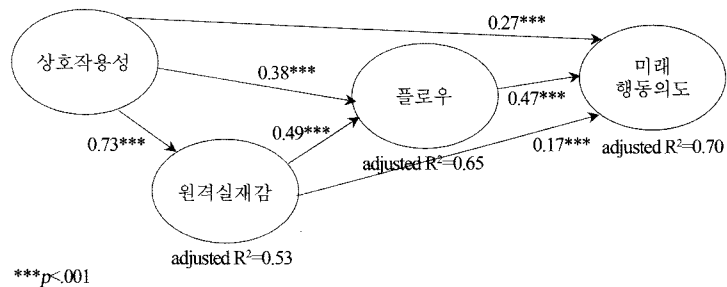 0.27***
상호작용성
미래
행동의도
0.38***
플로우
0.47***
0.73***
0.49***
0.17***
adjusted R²=0.65
adjusted R²=0.70
원격실재감
adjusted R²=0.53
***p<.001